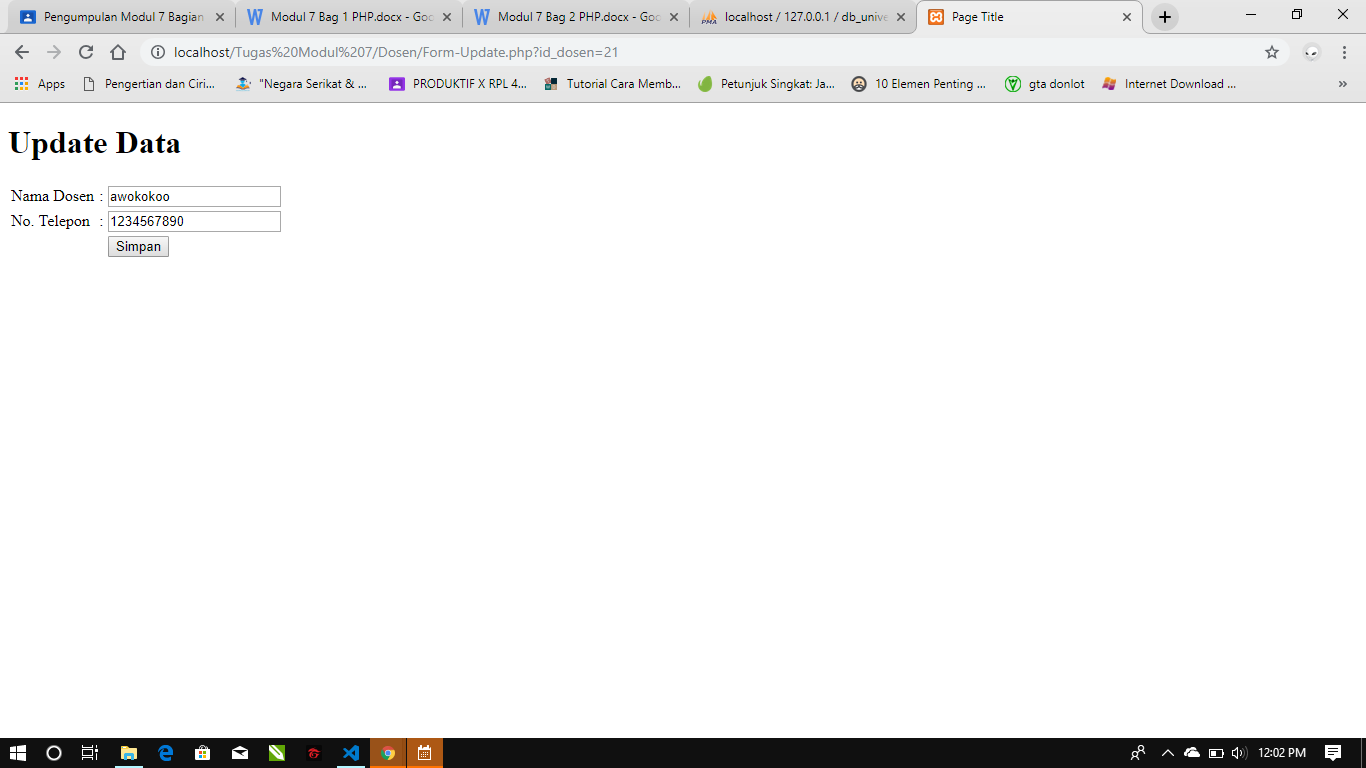 Pengumpulan Modul 7 Bagian
Modul 7 Bag 1 PHP.docx - Goo
Modul 7 Bag 2 PHP.docx - Goo
localhost / 127.0.0.1 / db_unive
Page Title
localhost/Tugas%20Modul%207/Dosen/Form-Update.php?id_dosen=21
Apps
Pengertian dan Ciri...
"Negara Serikat & ...
PRODUKTIF X RPL 4...
Tutorial Cara Memb...
Petunjuk Singkat: Ja...
10 Elemen Penting ...
gta donlot
Internet Download ...
»
Update Data
Nama Dosen : awokokoo
No. Telepon : 1234567890
Simpan
12:02 PM